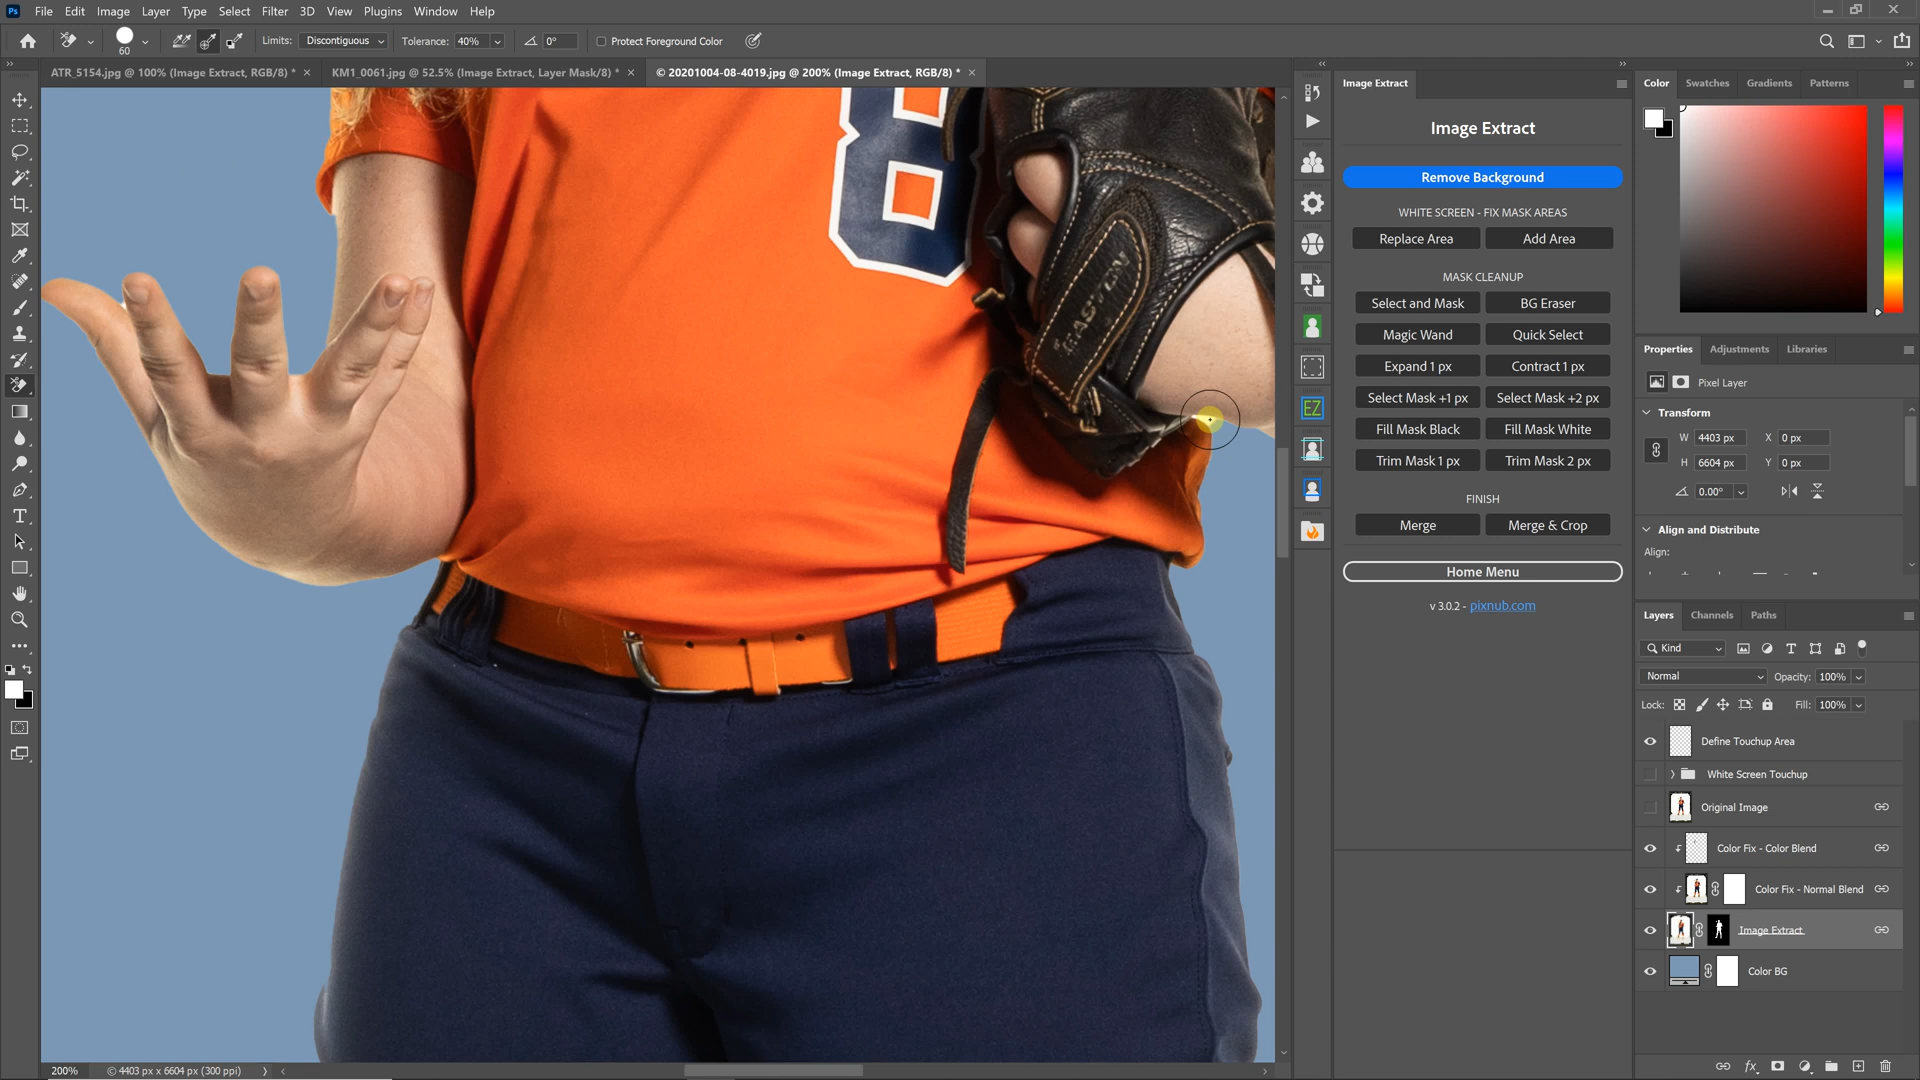 Ps File Edit Image Layer Type Select Filter 3D View Plugins Window Help
60 Limits: Discontiguous Tolerance: 40% 0° Protect Foreground Color
ATR_5154.jpg @ 100% (Image Extract, RGB/8) * × KM1_0061.jpg @ 52.5% (Image Extract, Layer Mask/8) * × © 20201004-08-4019.jpg @ 200% (Image Extract, RGB/8) * ×
Image Extract
Image Extract
Remove Background
WHITE SCREEN - FIX MASK AREAS
Replace Area Add Area
MASK CLEANUP
Select and Mask BG Eraser
Magic Wand Quick Select
Expand 1 px Contract 1 px
Select Mask +1 px Select Mask +2 px
Fill Mask Black Fill Mask White
Trim Mask 1 px Trim Mask 2 px
FINISH
Merge Merge & Crop
Home Menu
v 3.0.2 - pixnub.com
EZ
EASTON
8
Color Swatches Gradients Patterns
Properties Adjustments Libraries
Pixel Layer
Transform
W 4403 px X 0 px
H 6604 px Y 0 px
0.00°
Align and Distribute
Align:
Layers Channels Paths
Kind
Normal Opacity: 100%
Lock: Fill: 100%
Define Touchup Area
White Screen Touchup
Original Image
Color Fix - Color Blend
Color Fix - Normal Blend
Image Extract
Color BG
fx
200% © 4403 px x 6604 px (300 ppi)